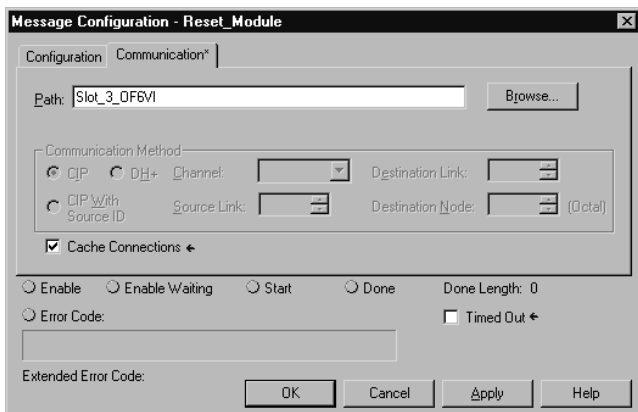 Message Configuration - Reset_Module
Configuration Communication*
Path: Slot_3_OF6VI Browse...
Communication Method
CIP DH+ Channel: Destination Link:
CIP With Source ID Source Link: Destination Node: (Octal)
Cache Connections ←
Enable Enable Waiting Start Done Done Length: 0
Error Code: Timed Out ←
Extended Error Code:
OK Cancel Apply Help